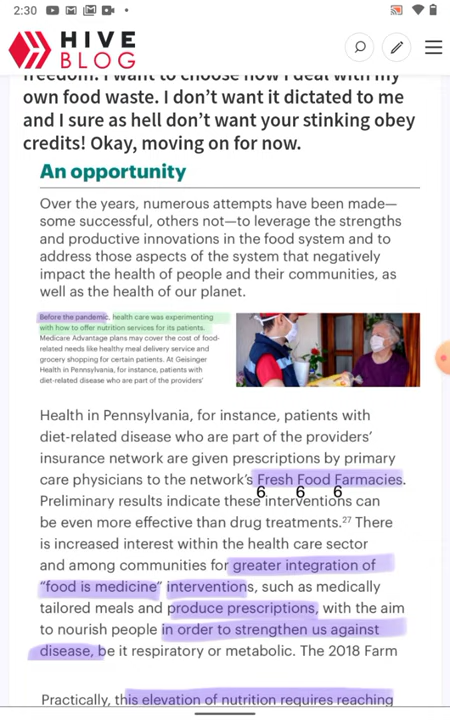 2:30
HIVE
BLOG
freedom. I want to choose how I deal with my
own food waste. I don't want it dictated to me
and I sure as hell don't want your stinking obey
credits! Okay, moving on for now.
An opportunity
Over the years, numerous attempts have been made—
some successful, others not—to leverage the strengths
and productive innovations in the food system and to
address those aspects of the system that negatively
impact the health of people and their communities, as
well as the health of our planet.
Before the pandemic, health care was experimenting
with how to offer nutrition services for its patients.
Medicare Advantage plans may cover the cost of food-
related needs like healthy meal delivery service and
grocery shopping for certain patients. At Geisinger
Health in Pennsylvania, for instance, patients with
diet-related disease who are part of the providers'
Health in Pennsylvania, for instance, patients with
diet-related disease who are part of the providers'
insurance network are given prescriptions by primary
care physicians to the network's Fresh Food Farmacies.
6 6 6
Preliminary results indicate these interventions can
be even more effective than drug treatments.27 There
is increased interest within the health care sector
and among communities for greater integration of
"food is medicine" interventions, such as medically
tailored meals and produce prescriptions, with the aim
to nourish people in order to strengthen us against
disease, be it respiratory or metabolic. The 2018 Farm
Practically, this elevation of nutrition requires reaching